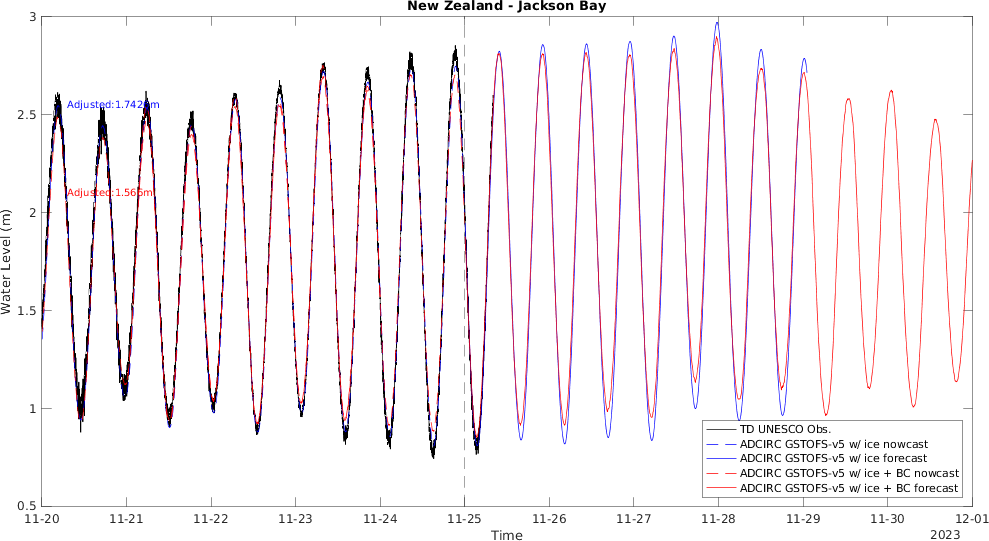 New Zealand - Jackson Bay
Water Level (m)
3
2.5
2
1.5
1
0.5
Adjusted:1.742m
Adjusted:1.565m
TD UNESCO Obs.
ADCIRC GSTOFS-v5 w/ ice nowcast
ADCIRC GSTOFS-v5 w/ ice forecast
ADCIRC GSTOFS-v5 w/ ice + BC nowcast
ADCIRC GSTOFS-v5 w/ ice + BC forecast
11-20 11-21 11-22 11-23 11-24 11-25 11-26 11-27 11-28 11-29 11-30 12-01
Time
2023